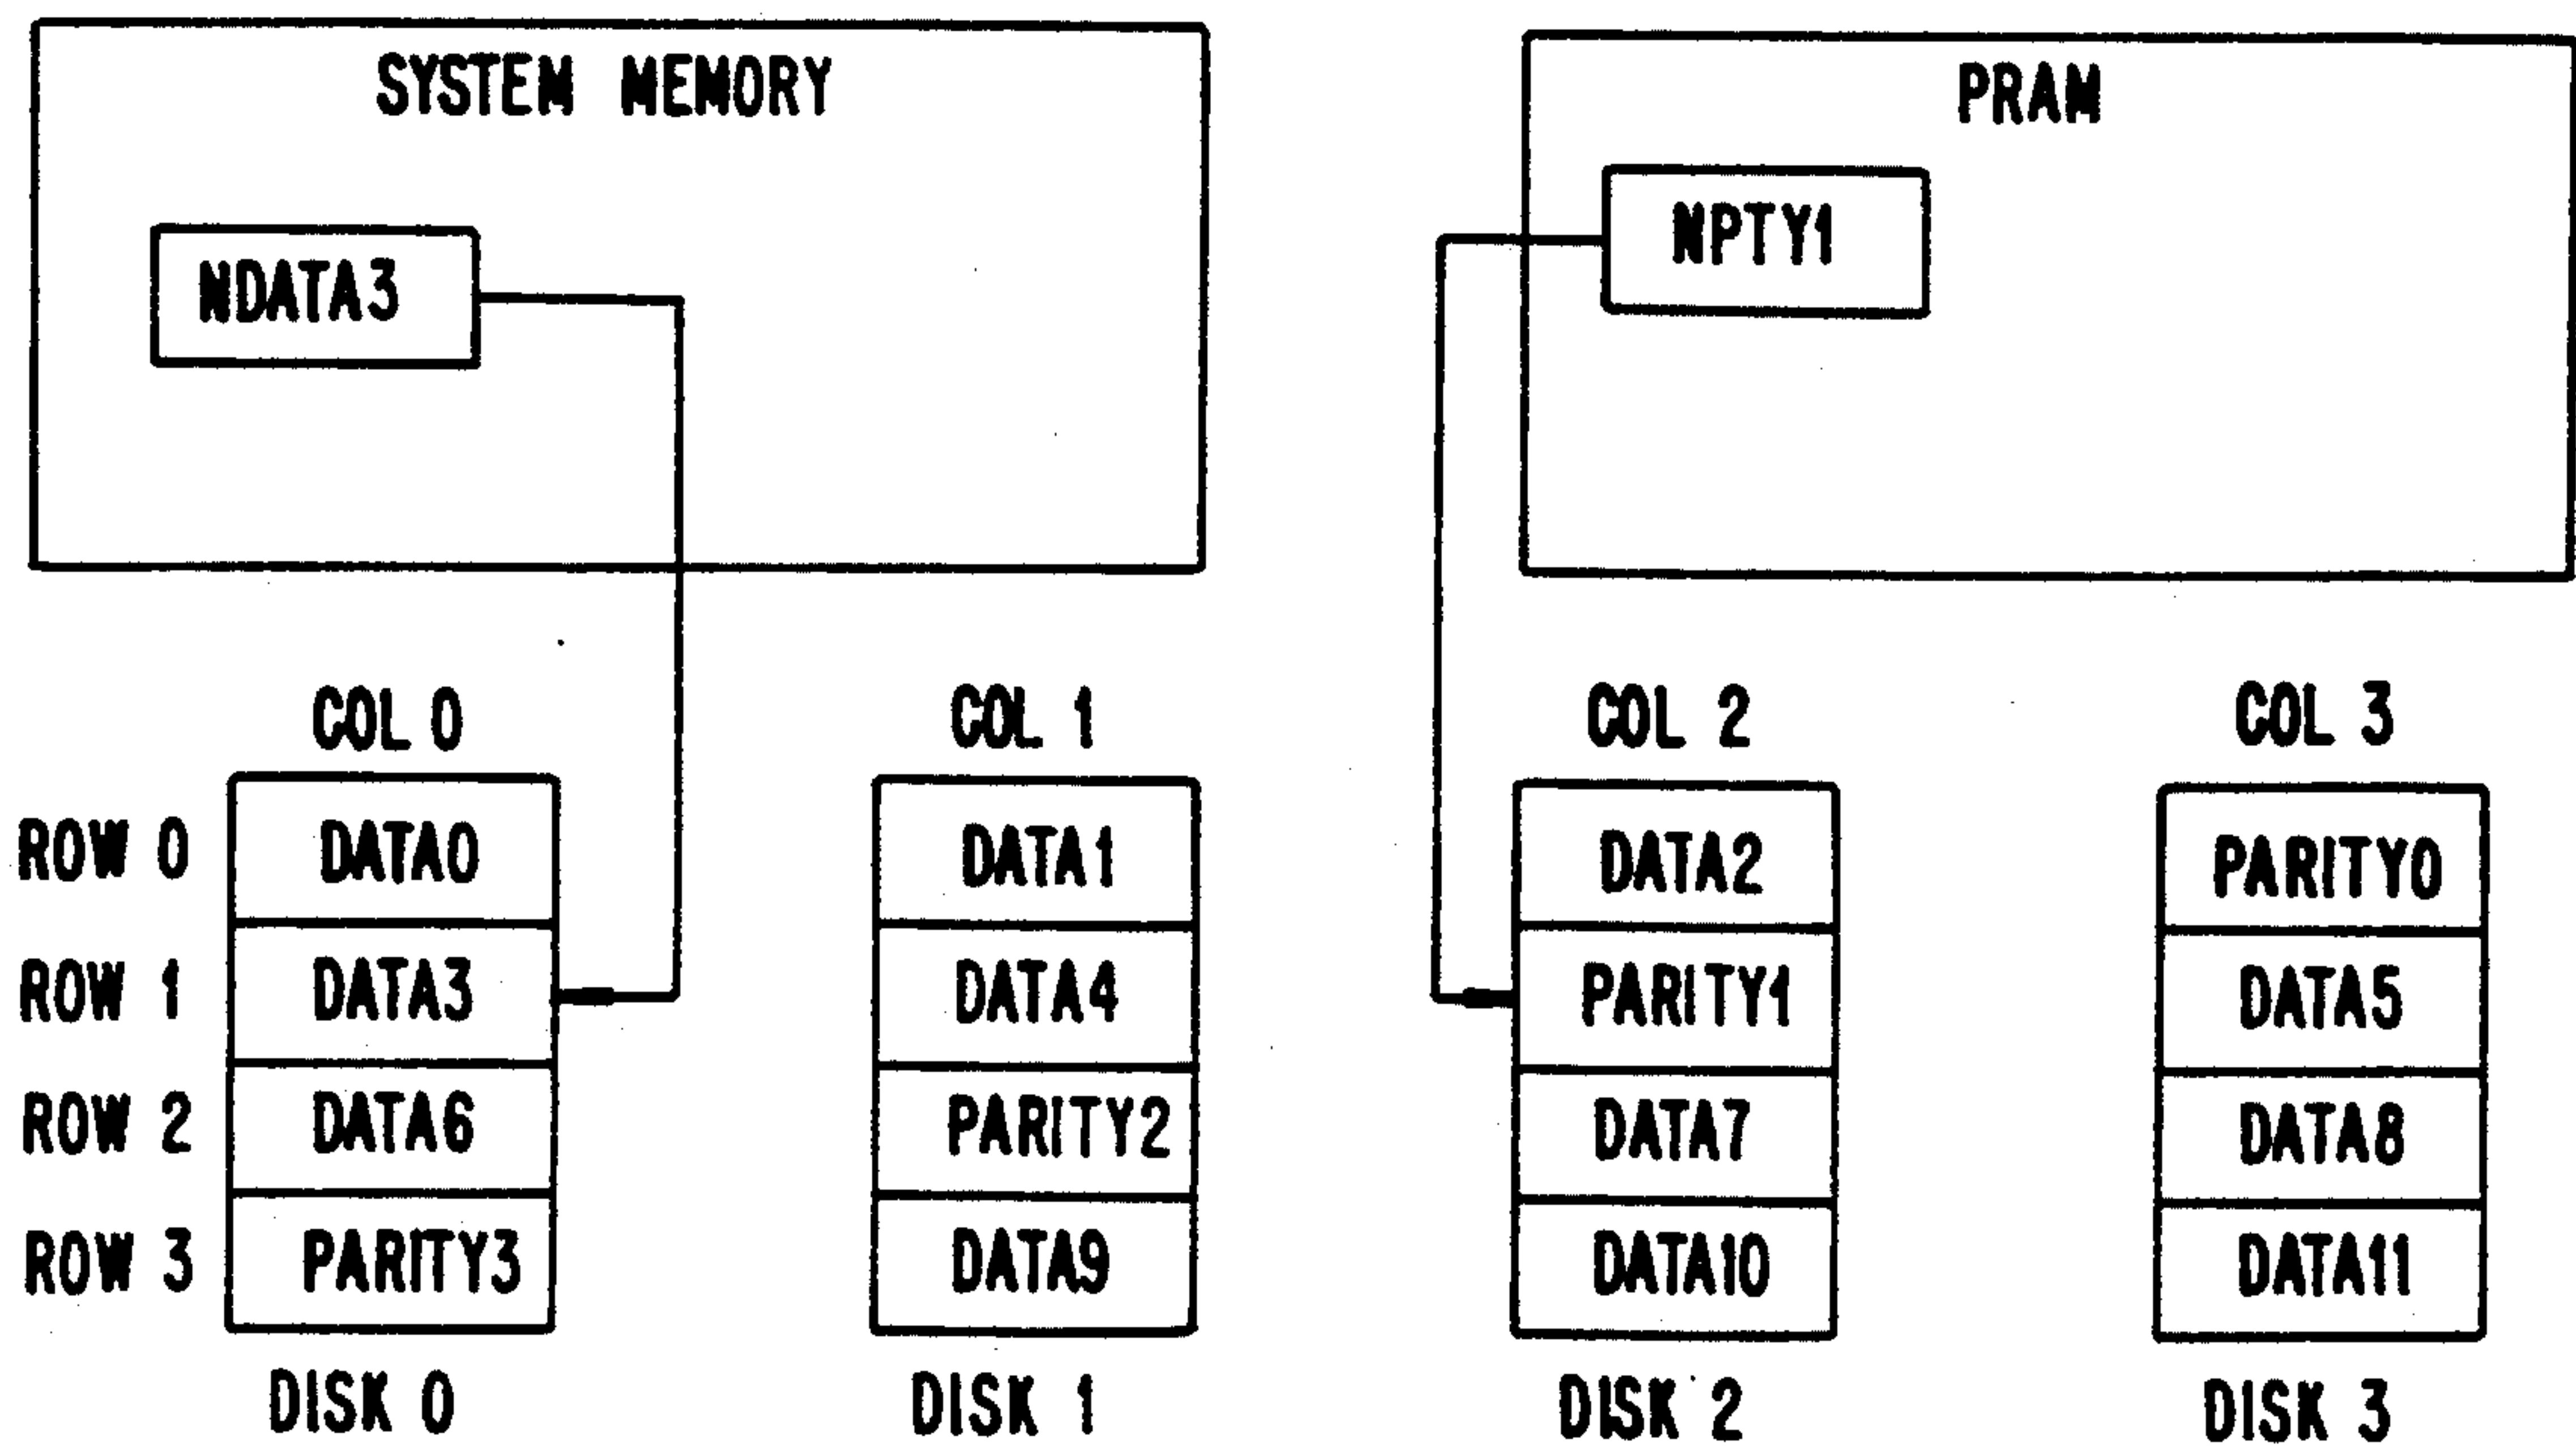 SYSTEM MEMORY
PRAM
NDATA3
NPTY1
COL 0 COL 1 COL 2 COL 3
ROW 0 DATA0 DATA1 DATA2 PARITY0
ROW 1 DATA3 DATA4 PARITY1 DATA5
ROW 2 DATA6 PARITY2 DATA7 DATA8
ROW 3 PARITY3 DATA9 DATA10 DATA11
DISK 0 DISK 1 DISK 2 DISK 3